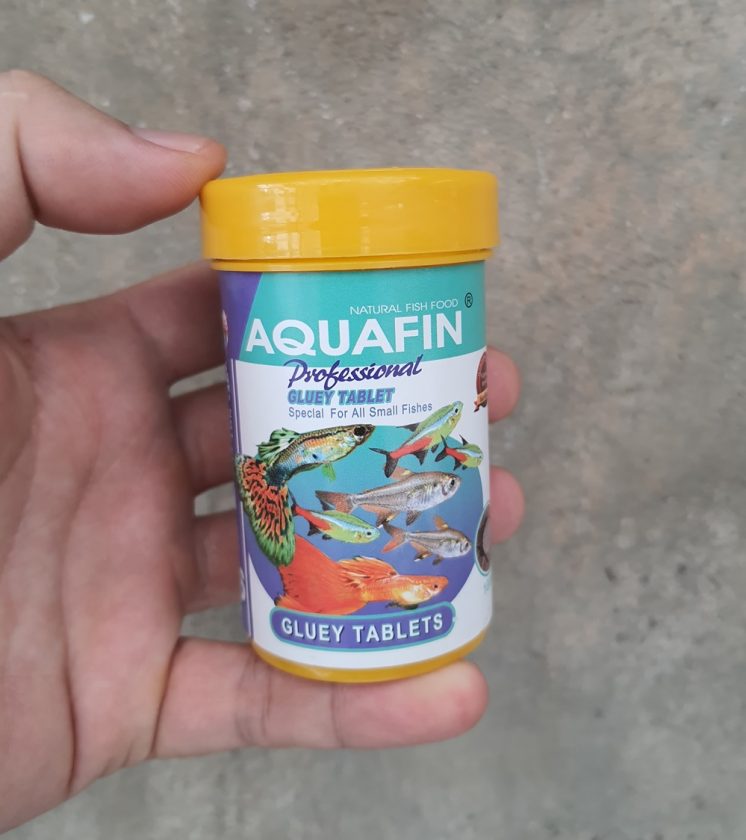 NATURAL FISH FOOD ®
AQUAFIN
Professional
GLUEY TABLET
Special For All Small Fishes
GLUEY TABLETS